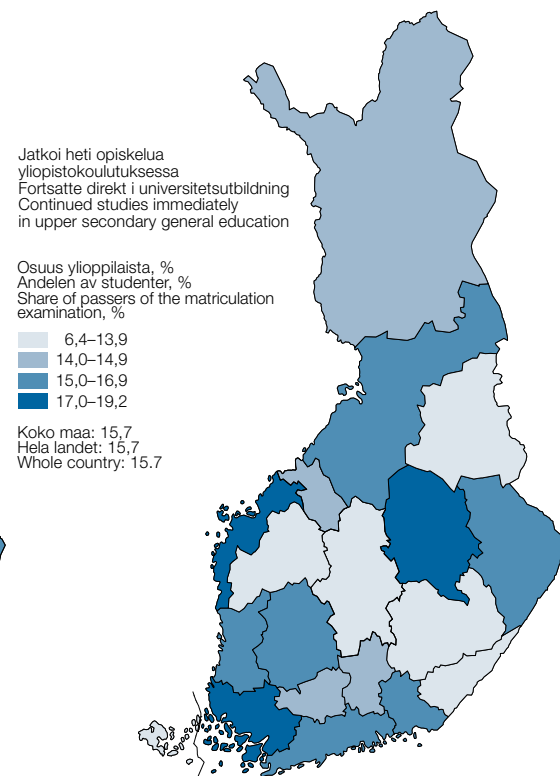 Jatkoi heti opiskelua
yliopistokoulutuksessa
Fortsatte direkt i universitetsutbildning
Continued studies immediately
in upper secondary general education
Osuus ylioppilaista, %
Andelen av studenter, %
Share of passers of the matriculation
examination, %
6,4–13,9
14,0–14,9
15,0–16,9
17,0–19,2
Koko maa: 15,7
Hela landet: 15,7
Whole country: 15.7